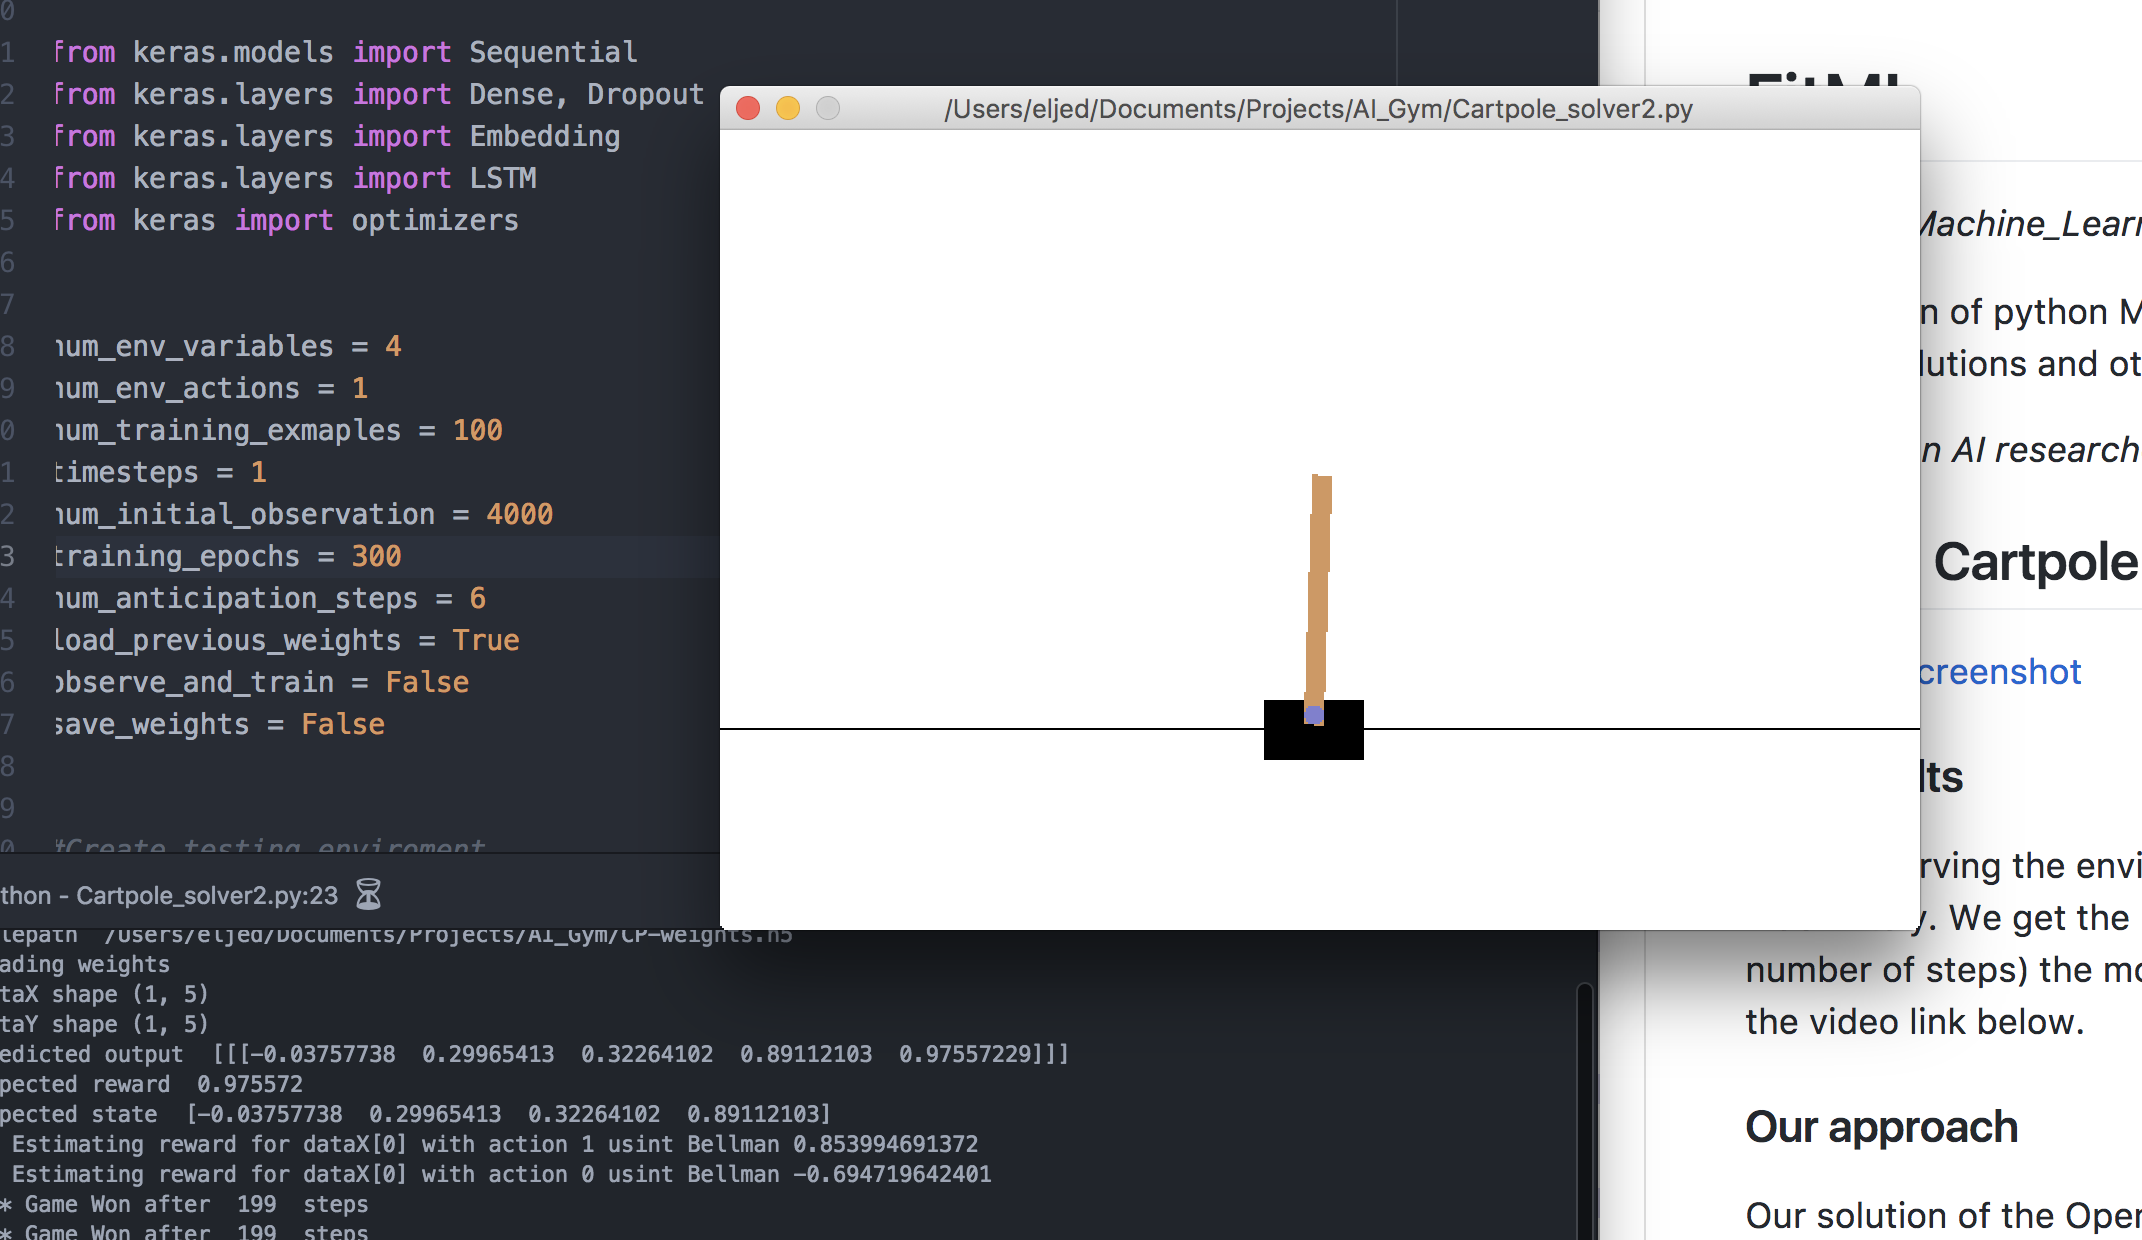 0
1 from keras.models import Sequential
2 from keras.layers import Dense, Dropout
3 from keras.layers import Embedding
4 from keras.layers import LSTM
5 from keras import optimizers
6
7
8 num_env_variables = 4
9 num_env_actions = 1
0 num_training_exmaples = 100
1 timesteps = 1
2 num_initial_observation = 4000
3 training_epochs = 300
4 num_anticipation_steps = 6
5 load_previous_weights = True
6 observe_and_train = False
7 save_weights = False
8
9
0 #Create testing enviroment
thon - Cartpole_solver2.py:23
lepath /Users/eljed/Documents/Projects/AI_Gym/CP-weights.h5
ading weights
taX shape (1, 5)
taY shape (1, 5)
edicted output [[[-0.03757738 0.29965413 0.32264102 0.89112103 0.97557229]]]
pected reward 0.975572
pected state [-0.03757738 0.29965413 0.32264102 0.89112103]
Estimating reward for dataX[0] with action 1 usint Bellman 0.853994691372
Estimating reward for dataX[0] with action 0 usint Bellman -0.694719642401
* Game Won after 199 steps
* Game Won after 199 steps
/Users/eljed/Documents/Projects/AI_Gym/Cartpole_solver2.py
Machine_Lear
n of python M
lutions and ot
n AI research
Cartpole
creenshot
lts
rving the envi
y. We get the
number of steps) the mo
the video link below.
Our approach
Our solution of the Oper